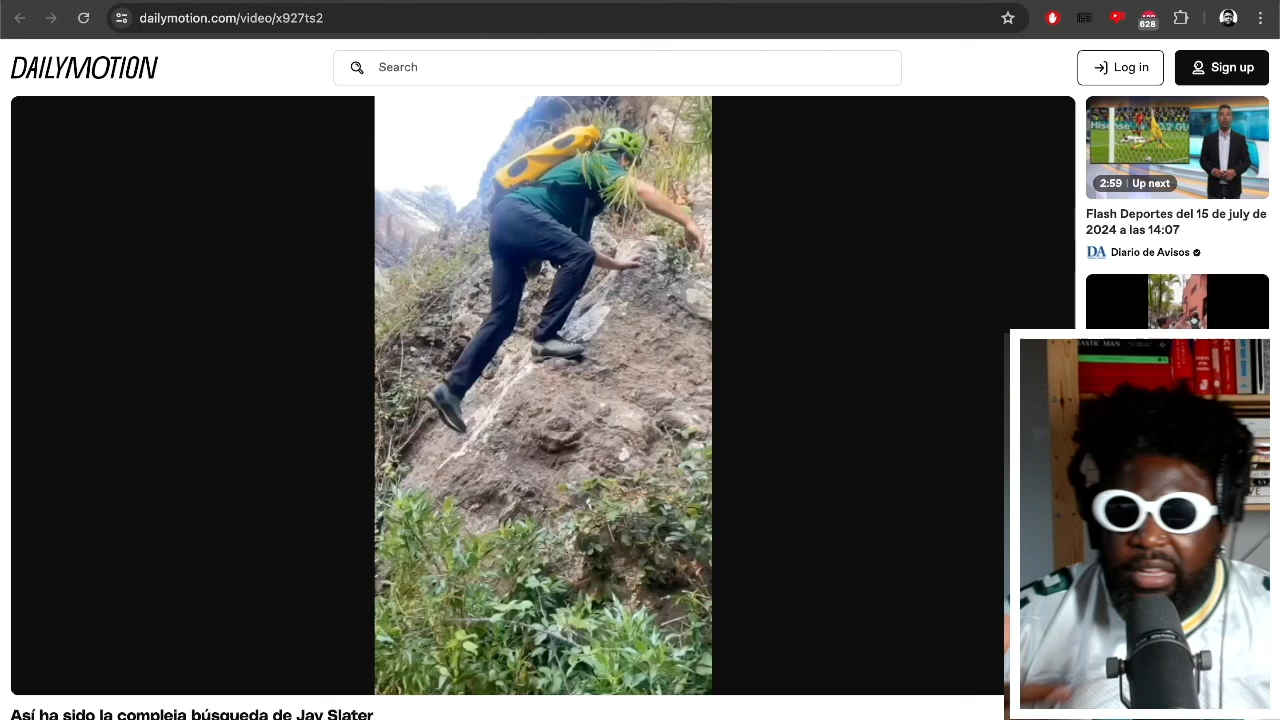 dailymotion.com/video/x927ts2
628
DAILYMOTION
Search
Log in
Sign up
Hisense
2:59 Up next
Flash Deportes del 15 de july de
2024 a las 14:07
DA Diario de Avisos
Así ha sido la compleja búsqueda de Jay Slater